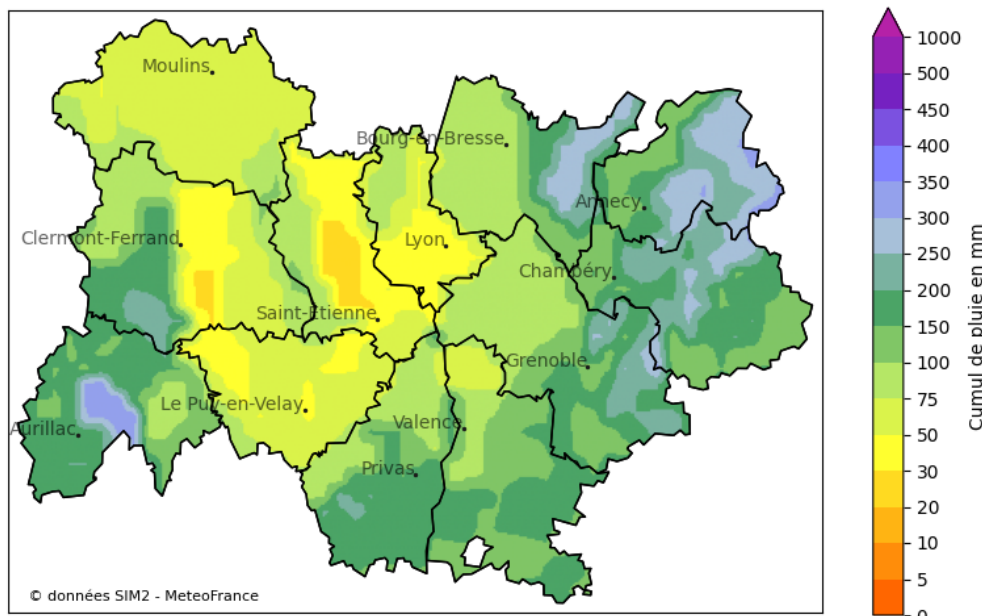 Moulins
Bourg-en-Bresse
Annecy
Clermont-Ferrand
Lyon
Chambéry
Saint-Etienne
Grenoble
Le Puy-en-Velay
Aurillac
Valence
Privas
© données SIM2 - MeteoFrance
1000
500
450
400
350
300
250
200
150
100
75
50
30
20
10
5
0
Cumul de pluie en mm